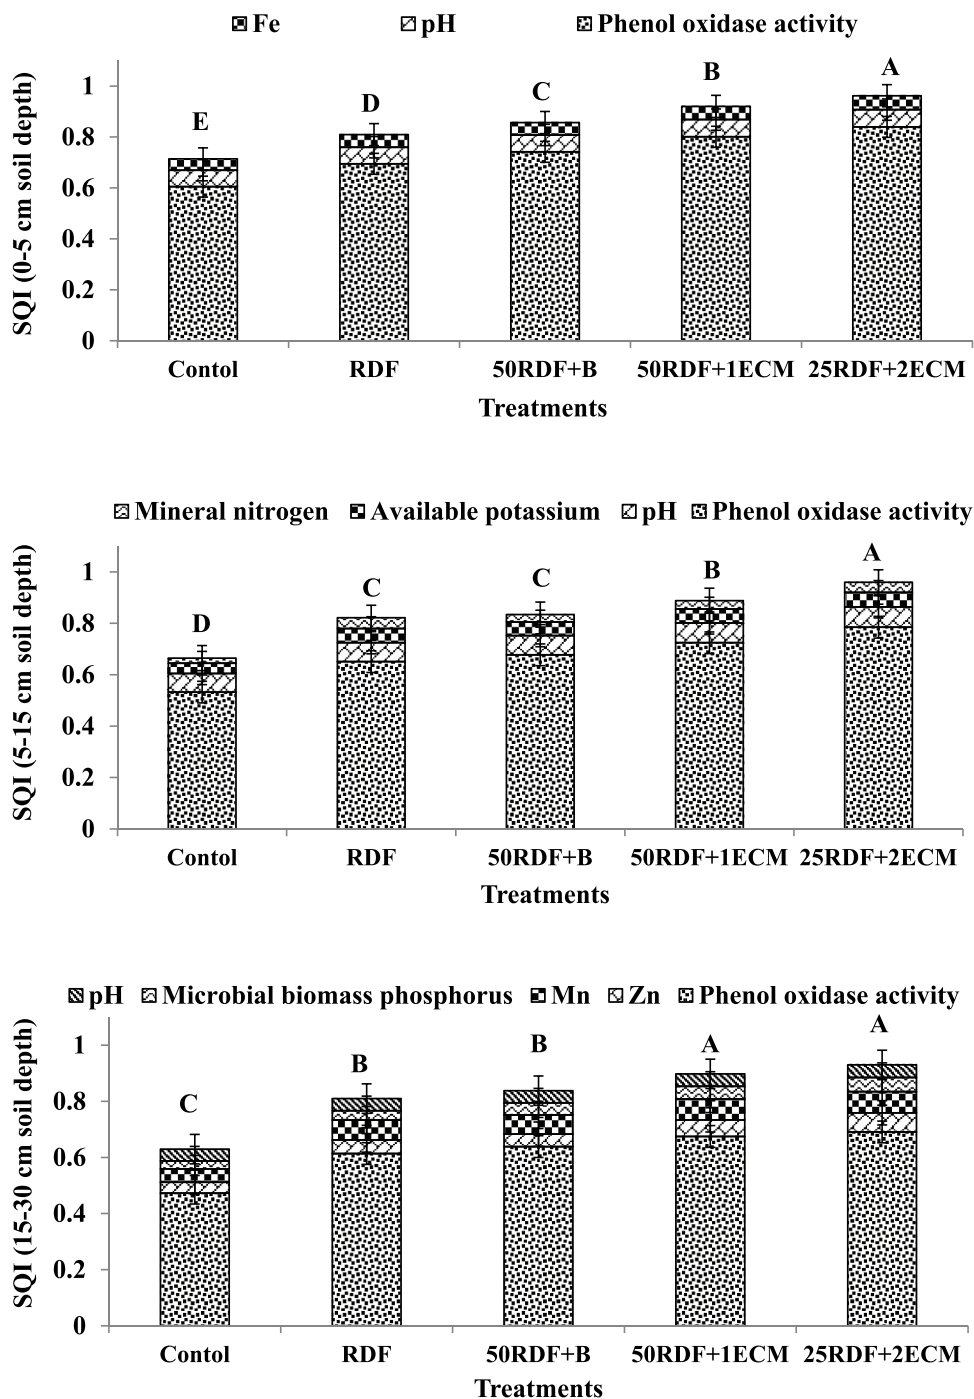 Fe pH Phenol oxidase activity
SQI (0-5 cm soil depth)
1
0.8
0.6
0.4
0.2
0
E D C B A
Contol RDF 50RDF+B 50RDF+1ECM 25RDF+2ECM
Treatments
Mineral nitrogen Available potassium pH Phenol oxidase activity
SQI (5-15 cm soil depth)
1
0.8
0.6
0.4
0.2
0
D C C B A
Contol RDF 50RDF+B 50RDF+1ECM 25RDF+2ECM
Treatments
pH Microbial biomass phosphorus Mn Zn Phenol oxidase activity
SQI (15-30 cm soil depth)
1
0.8
0.6
0.4
0.2
0
C B B A A
Contol RDF 50RDF+B 50RDF+1ECM 25RDF+2ECM
Treatments